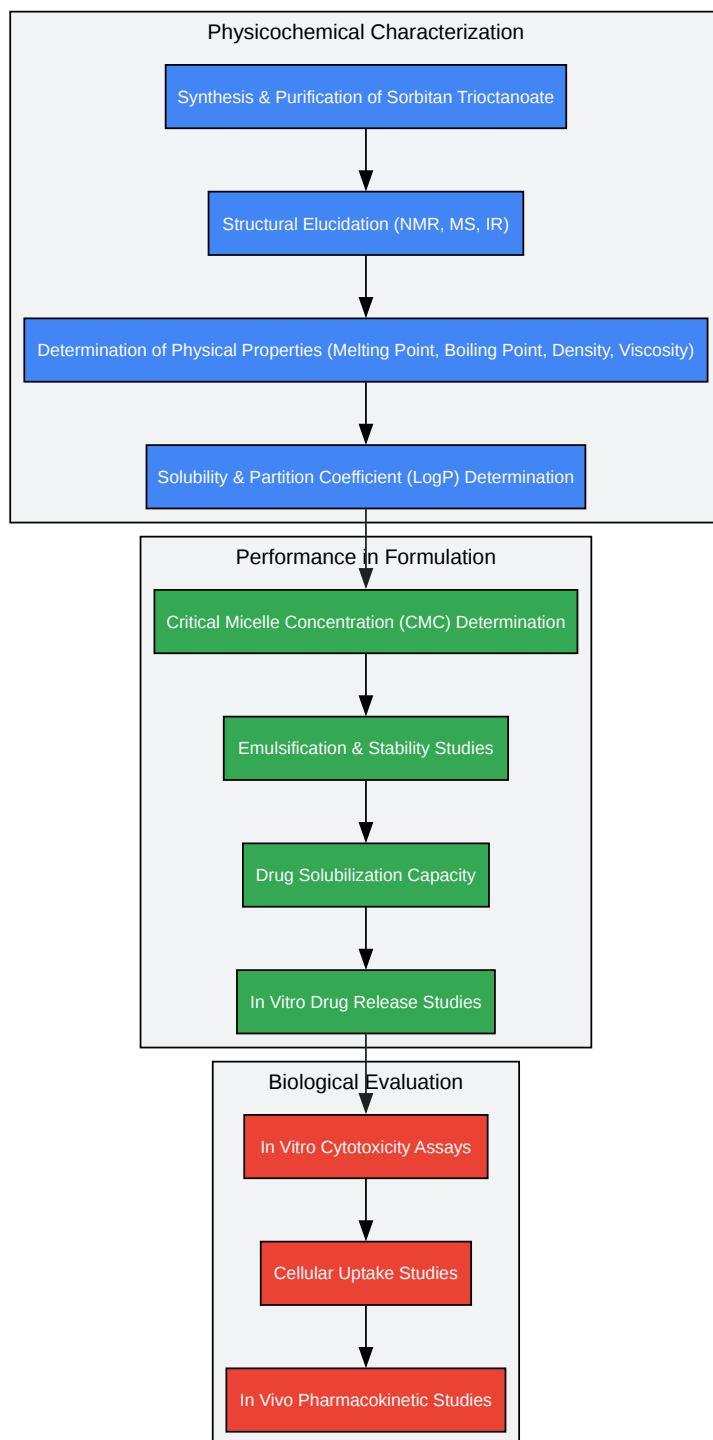 Physicochemical Characterization
Synthesis & Purification of Sorbitan Trioctanoate
Structural Elucidation (NMR, MS, IR)
Determination of Physical Properties (Melting Point, Boiling Point, Density, Viscosity)
Solubility & Partition Coefficient (LogP) Determination
Performance in Formulation
Critical Micelle Concentration (CMC) Determination
Emulsification & Stability Studies
Drug Solubilization Capacity
In Vitro Drug Release Studies
Biological Evaluation
In Vitro Cytotoxicity Assays
Cellular Uptake Studies
In Vivo Pharmacokinetic Studies